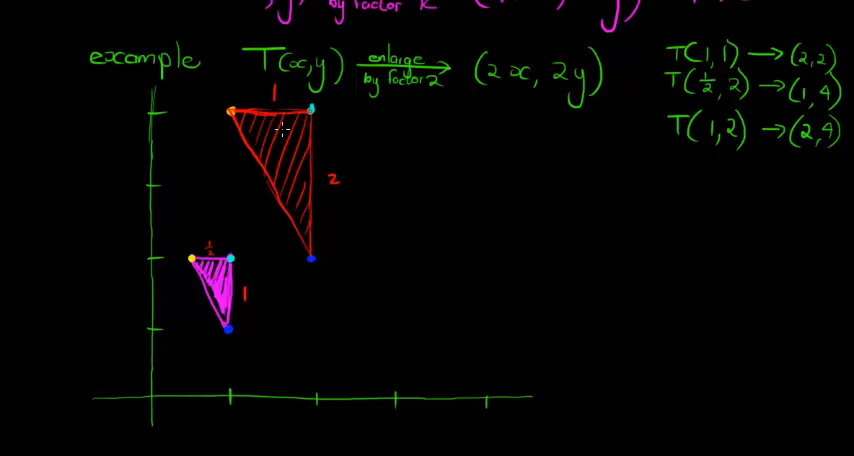 by factor k
example T(x,y) enlarge by factor 2 → (2x, 2y)
T(1,1) → (2,2)
T(1/2, 2) → (1,4)
T(1,2) → (2,4)
1
2
1/2
1